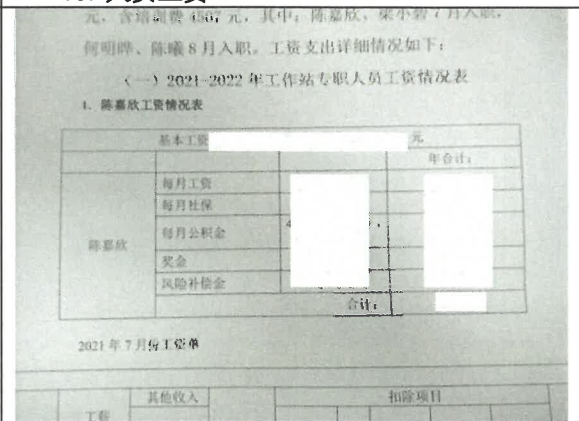 元，含培训费 4507 元，其中，陈嘉欣、梁小碧 7 月入职，
何明晔、陈曦 8 月入职。工资支出详细情况如下：
（一）2021-2022 年工作站专职人员工资情况表
1、陈嘉欣工资情况表
基本工资 元
年合计：
陈嘉欣
每月工资
每月社保
每月公积金
奖金
风险补偿金
合计：
2021 年 7 月份工资单
其他收入 扣除项目
工龄